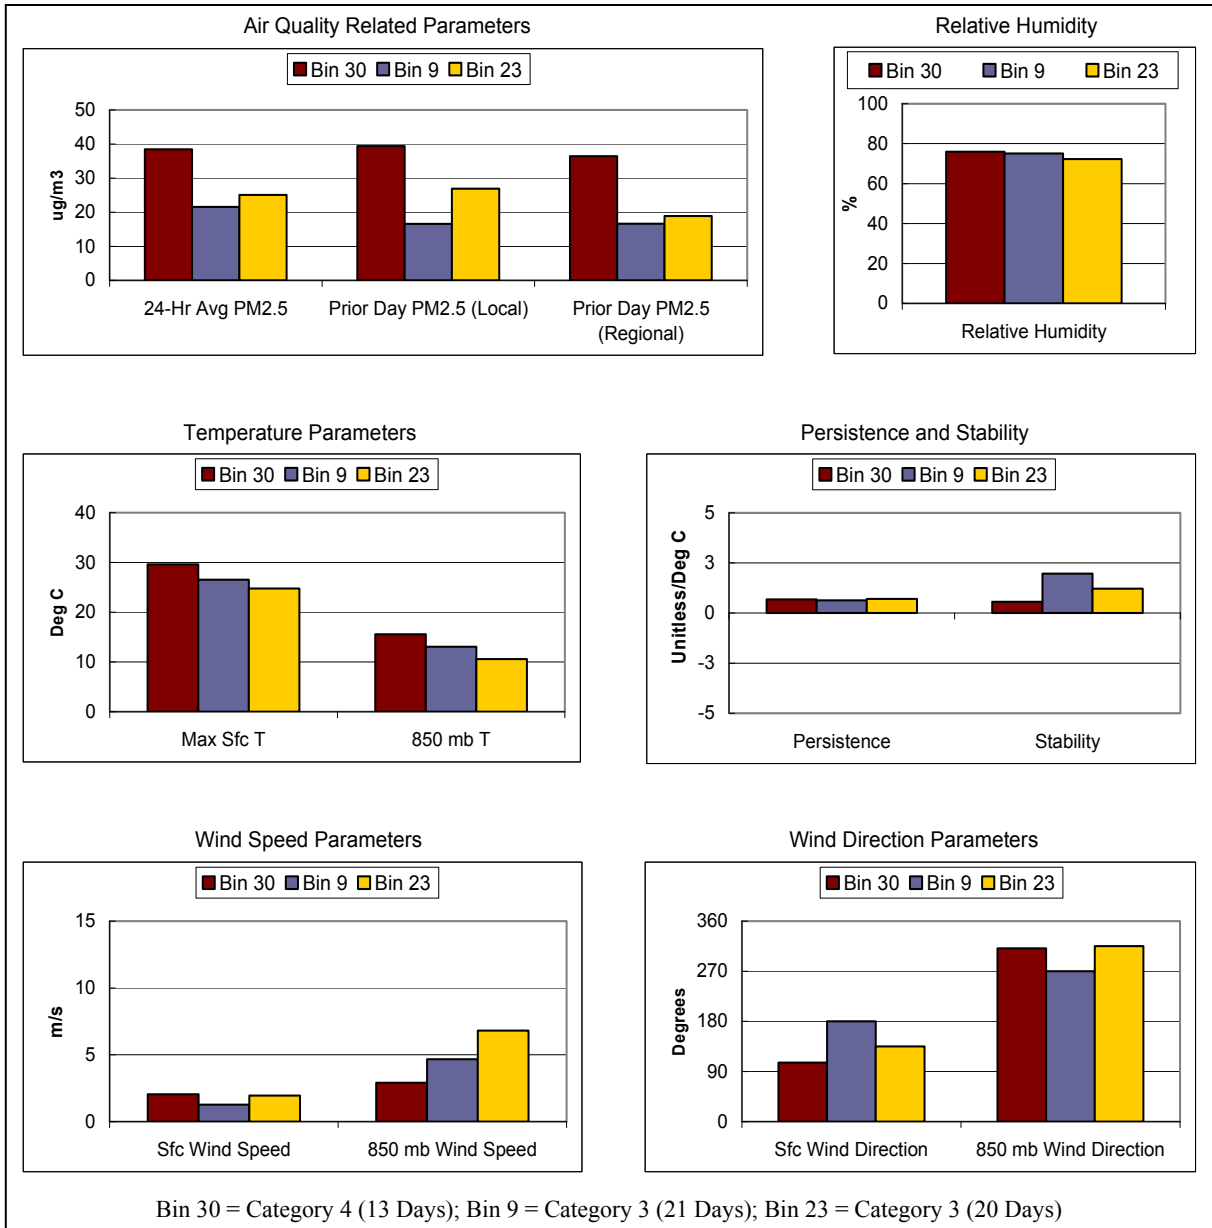 Air Quality Related Parameters
Bin 30 Bin 9 Bin 23
ug/m3
50
40
30
20
10
0
24-Hr Avg PM2.5 Prior Day PM2.5 (Local) Prior Day PM2.5
(Regional)
Relative Humidity
Bin 30 Bin 9 Bin 23
%
100
80
60
40
20
0
Relative Humidity
Temperature Parameters
Bin 30 Bin 9 Bin 23
Deg C
40
30
20
10
0
Max Sfc T 850 mb T
Persistence and Stability
Bin 30 Bin 9 Bin 23
Unitless/Deg C
5
3
0
-3
-5
Persistence Stability
Wind Speed Parameters
Bin 30 Bin 9 Bin 23
m/s
15
10
5
0
Sfc Wind Speed 850 mb Wind Speed
Wind Direction Parameters
Bin 30 Bin 9 Bin 23
Degrees
360
270
180
90
0
Sfc Wind Direction 850 mb Wind Direction
Bin 30 = Category 4 (13 Days); Bin 9 = Category 3 (21 Days); Bin 23 = Category 3 (20 Days)